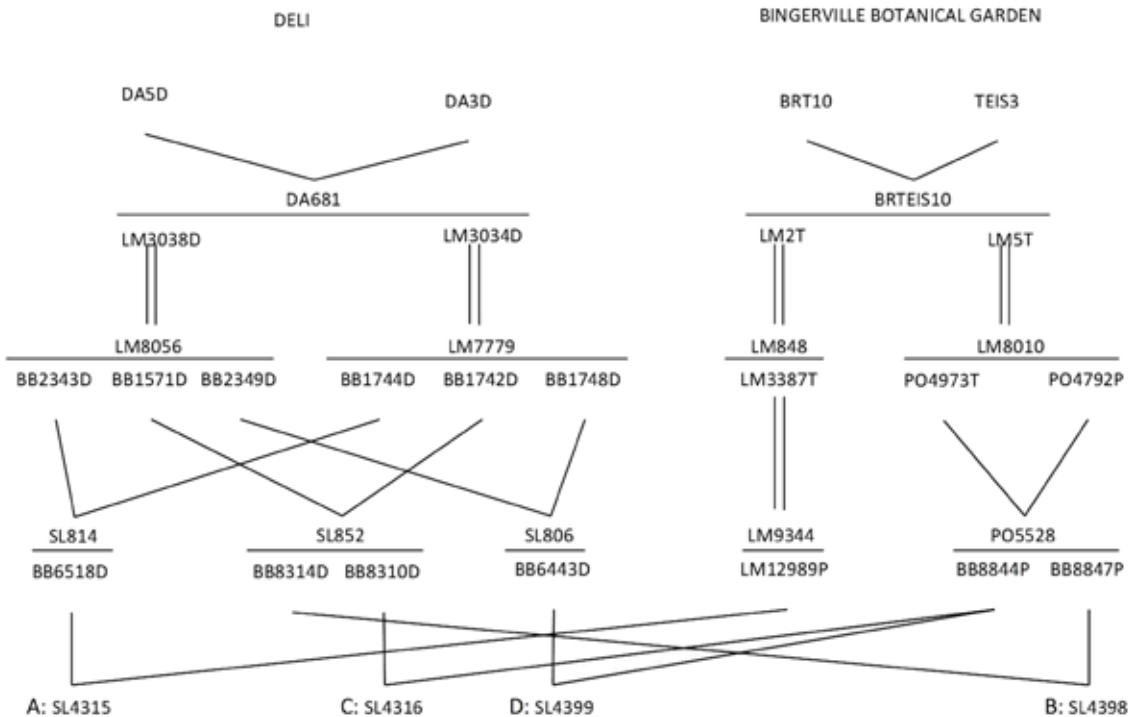 DELI BINGERVILLE BOTANICAL GARDEN
DA5D DA3D BRT10 TEIS3
DA681 BRTEIS10
LM3038D LM3034D LM2T LM5T
LM8056 LM7779 LM848 LM8010
BB2343D BB1571D BB2349D BB1744D BB1742D BB1748D LM3387T PO4973T PO4792P
SL814 SL852 SL806 LM9344 PO5528
BB6518D BB8314D BB8310D BB6443D LM12989P BB8844P BB8847P
A: SL4315 C: SL4316 D: SL4399 B: SL4398